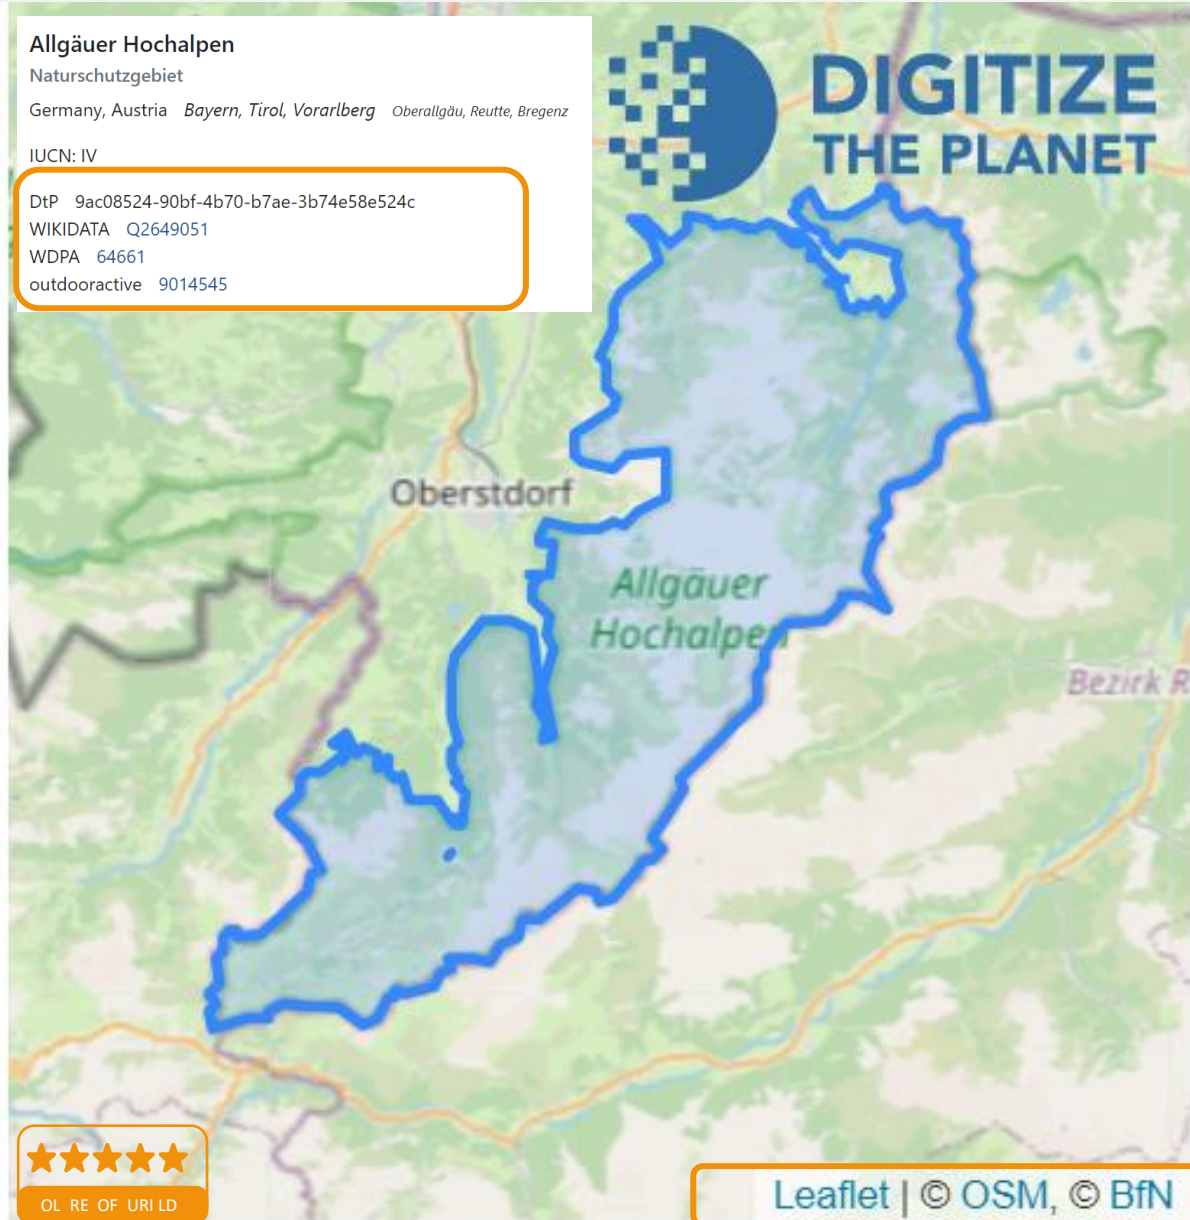 Allgäuer Hochalpen
Naturschutzgebiet
Germany, Austria Bayern, Tirol, Vorarlberg Oberallgäu, Reutte, Bregenz
IUCN: IV
DtP 9ac08524-90bf-4b70-b7ae-3b74e58e524c
WIKIDATA Q2649051
WDPA 64661
outdooractive 9014545
DIGITIZE
THE PLANET
Oberstdorf
Allgäuer
Hochalpen
Bezirk R
OL RE OF URI LD
Leaflet | © OSM, © BfN